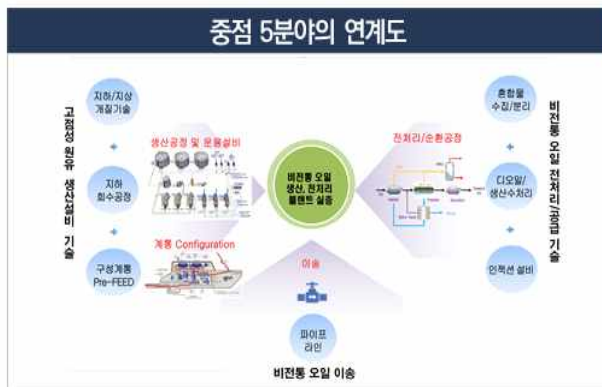 중점 5분야의 연계도
고점성 원유 생산설비 기술
지하/지상
개질기술
+
지하
회수공정
+
구성계통
Pre-FEED
생산공정 및 운용설비
계통 Configuration
비전통 오일
생산, 전처리
플랜트 실증
이송
파이프
라인
비전통 오일 이송
전처리/순환공정
혼합물
수집/분리
+
디오일/
생산수처리
+
인젝션 설비
비전통 오일 전처리/공급 기술